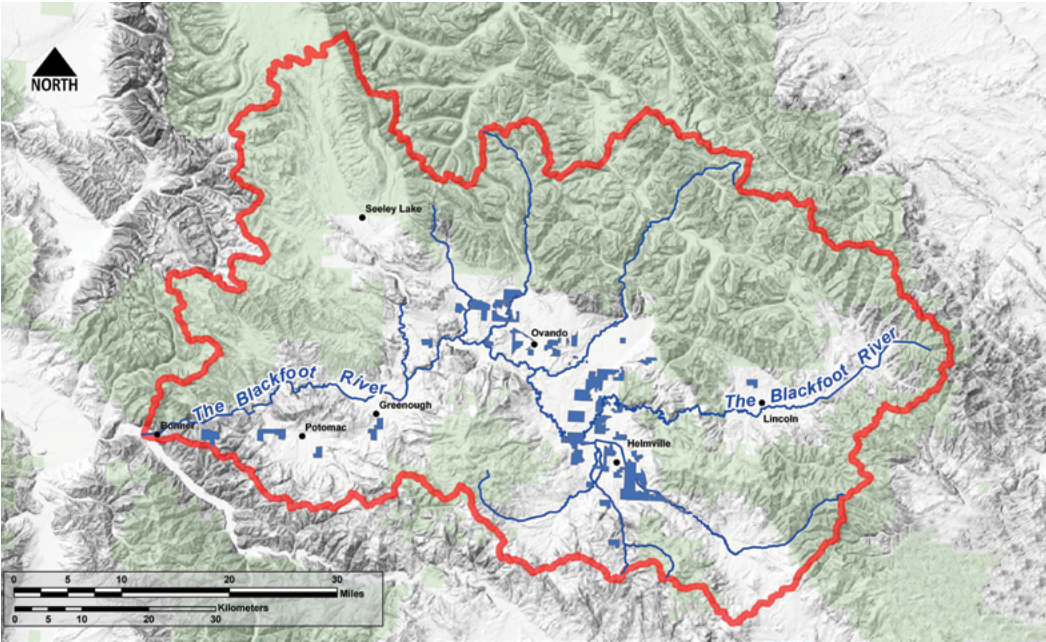 NORTH
Seeley Lake
Ovando
The Blackfoot River
The Blackfoot River
Greenough
Lincoln
Bonner
Potomac
Helmville
0 5 10 20 30
Miles
Kilometers
0 5 10 20 30